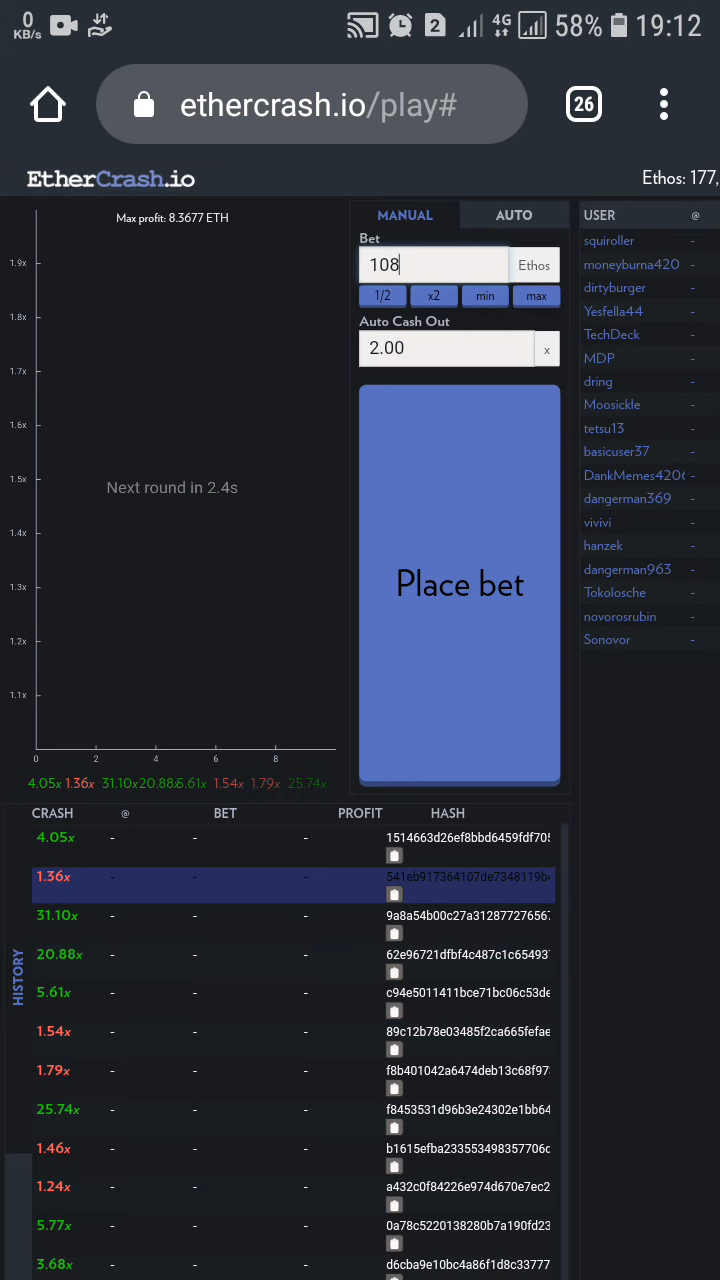 0 KB/s 2 4G 58% 19:12
ethercrash.io/play# 26
EtherCrash.io Ethos: 177,
Max profit: 8.3677 ETH
1.9x
1.8x
1.7x
1.6x
1.5x
1.4x
1.3x
1.2x
1.1x
Next round in 2.4s
0 2 4 6 8
4.05x 1.36x 31.10x 20.88x 5.61x 1.54x 1.79x 25.74x
MANUAL AUTO
Bet
108 Ethos
1/2 x2 min max
Auto Cash Out
2.00 x
Place bet
USER @
squiroller -
moneyburna420 -
dirtyburger -
Yesfella44 -
TechDeck -
MDP -
dring -
Moosickle -
tetsu13 -
basicuser37 -
DankMemes420 -
dangerman369 -
vivivi -
hanzek -
dangerman963 -
Tokolosche -
novorosrubin -
Sonovor -
HISTORY
CRASH @ BET PROFIT HASH
4.05x - - - 1514663d26ef8bbd6459fdf705
1.36x - - - 541eb917364107de7348119b
31.10x - - - 9a8a54b00c27a31287727656
20.88x - - - 62e96721dfbf4c487c1c65493
5.61x - - - c94e5011411bce71bc06c53de
1.54x - - - 89c12b78e03485f2ca665fefae
1.79x - - - f8b401042a6474deb13c68f97
25.74x - - - f8453531d96b3e24302e1bb64
1.46x - - - b1615efba233553498357706c
1.24x - - - a432c0f84226e974d670e7ec2
5.77x - - - 0a78c5220138280b7a190fd23
3.68x - - - d6cba9e10bc4a86f1d8c33777